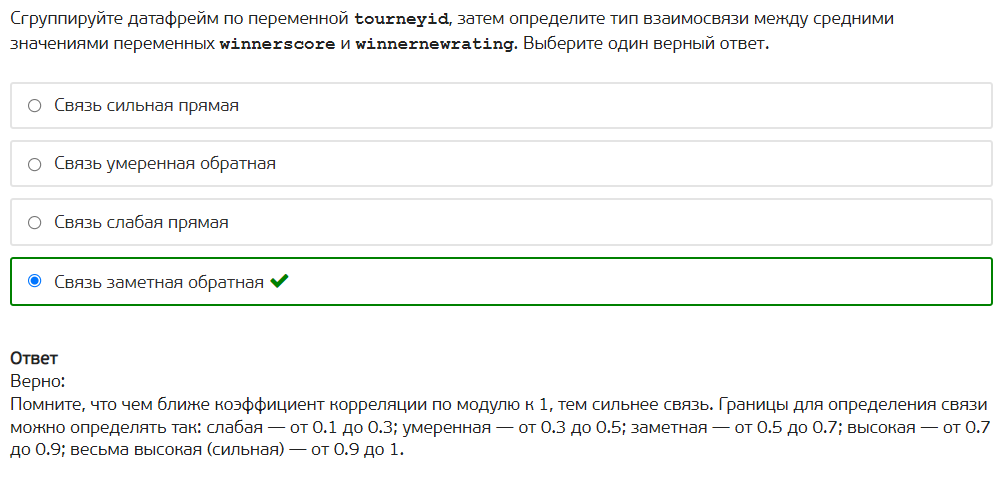 Сгруппируйте датафрейм по переменной tourneyid, затем определите тип взаимосвязи между средними
значениями переменных winnerscore и winnernewrating. Выберите один верный ответ.
Связь сильная прямая
Связь умеренная обратная
Связь слабая прямая
Связь заметная обратная
Ответ
Верно:
Помните, что чем ближе коэффициент корреляции по модулю к 1, тем сильнее связь. Границы для определения связи
можно определять так: слабая — от 0.1 до 0.3; умеренная — от 0.3 до 0.5; заметная — от 0.5 до 0.7; высокая — от 0.7
до 0.9; весьма высокая (сильная) — от 0.9 до 1.